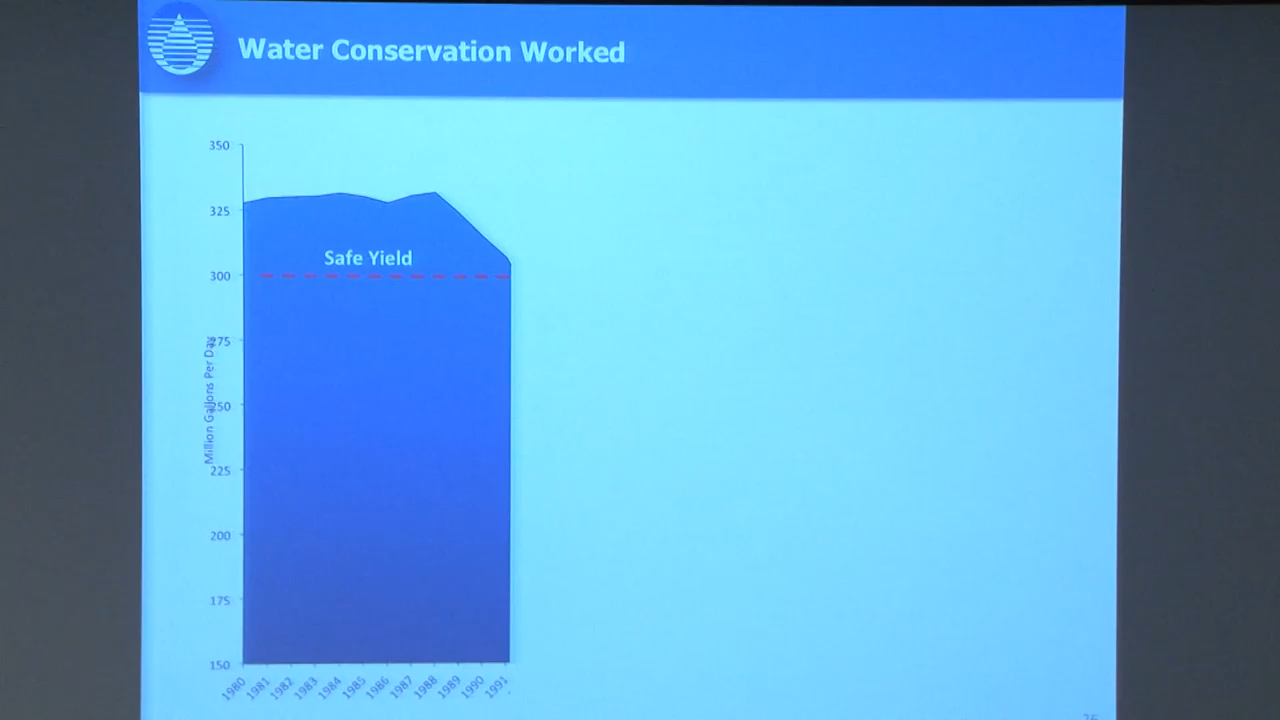 Water Conservation Worked
350
325
Safe Yield
300
275
250
225
200
175
150
Million Gallons Per Day
1980 1981 1982 1983 1984 1985 1986 1987 1988 1989 1990 1991